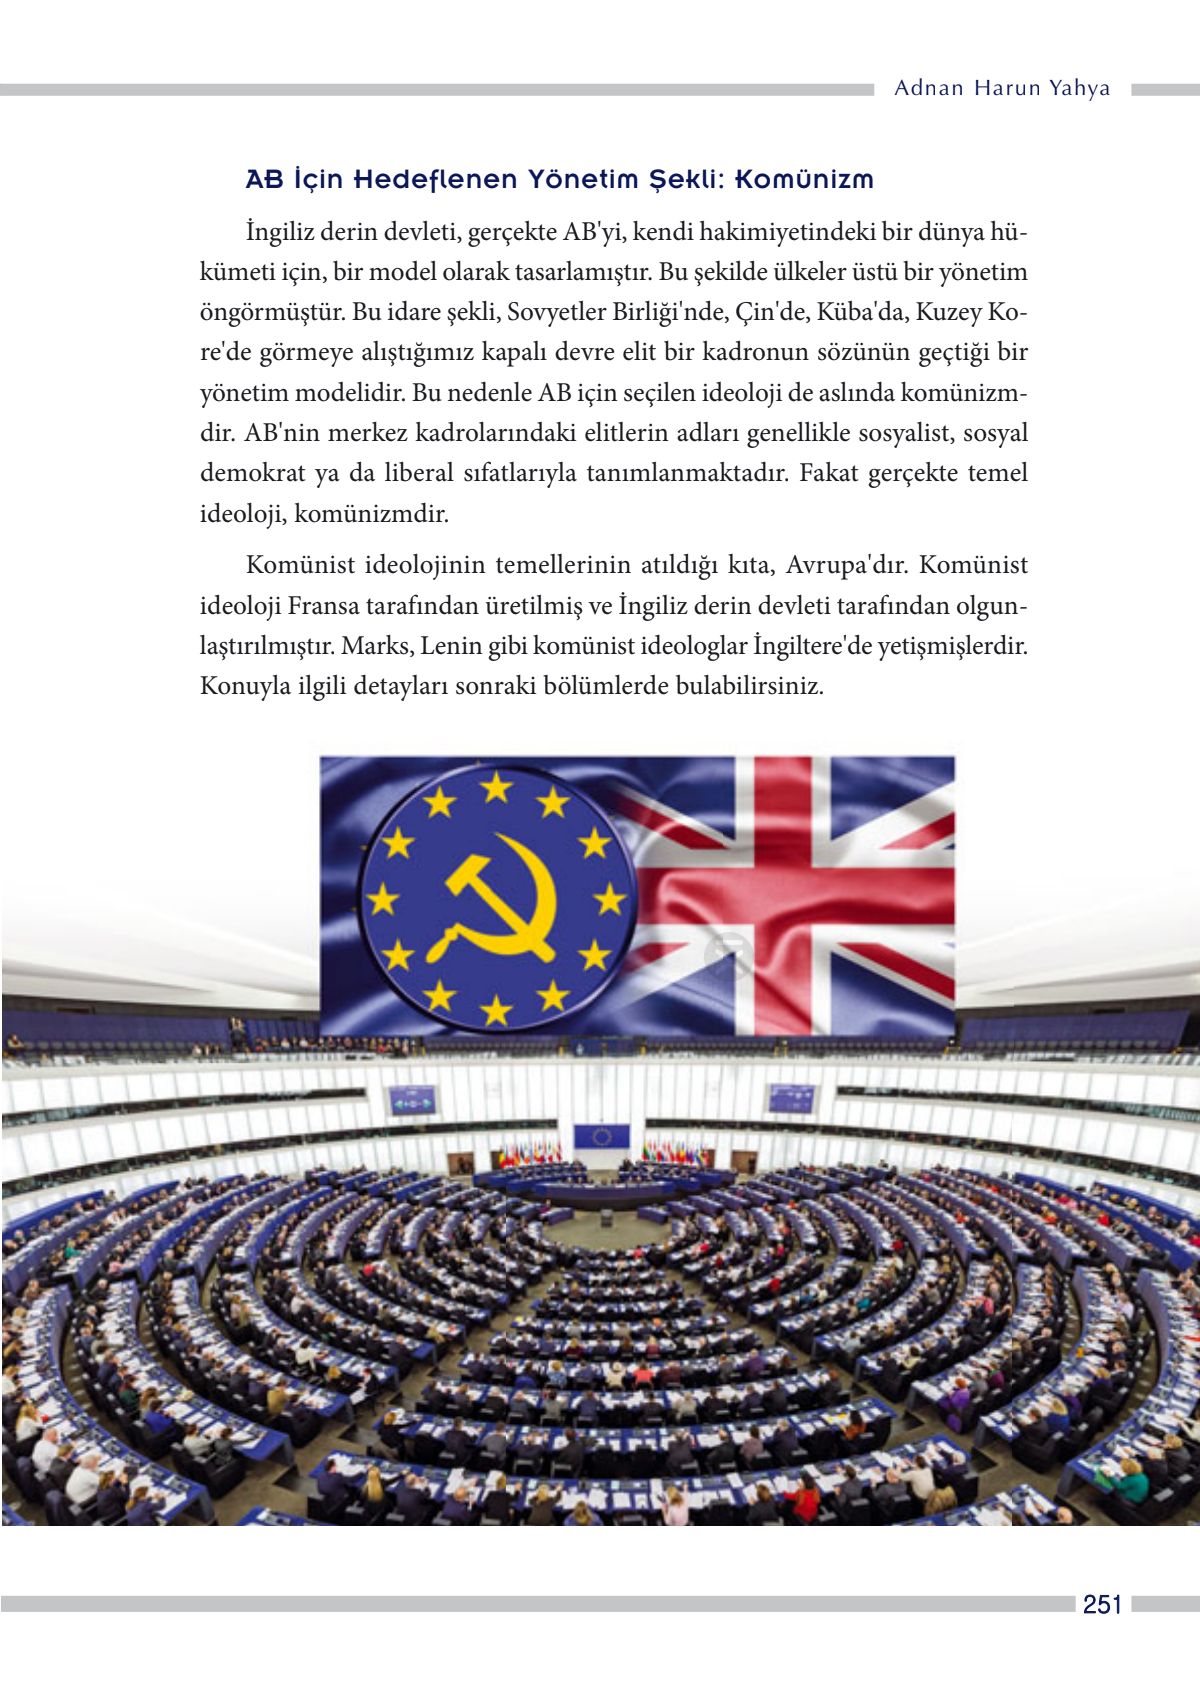 Adnan Harun Yahya
AB İçin Hedeflenen Yönetim Şekli: Komünizm
İngiliz derin devleti, gerçekte AB'yi, kendi hakimiyetindeki bir dünya hü-
kümeti için, bir model olarak tasarlamıştır. Bu şekilde ülkeler üstü bir yönetim
öngörmüştür. Bu idare şekli, Sovyetler Birliği'nde, Çin'de, Küba'da, Kuzey Ko-
re'de görmeye alıştığımız kapalı devre elit bir kadronun sözünün geçtiği bir
yönetim modelidir. Bu nedenle AB için seçilen ideoloji de aslında komünizm-
dir. AB'nin merkez kadrolarındaki elitlerin adları genellikle sosyalist, sosyal
demokrat ya da liberal sıfatlarıyla tanımlanmaktadır. Fakat gerçekte temel
ideoloji, komünizmdir.
Komünist ideolojinin temellerinin atıldığı kıta, Avrupa'dır. Komünist
ideoloji Fransa tarafından üretilmiş ve İngiliz derin devleti tarafından olgun-
laştırılmıştır. Marks, Lenin gibi komünist ideologlar İngiltere'de yetişmişlerdir.
Konuyla ilgili detayları sonraki bölümlerde bulabilirsiniz.
251